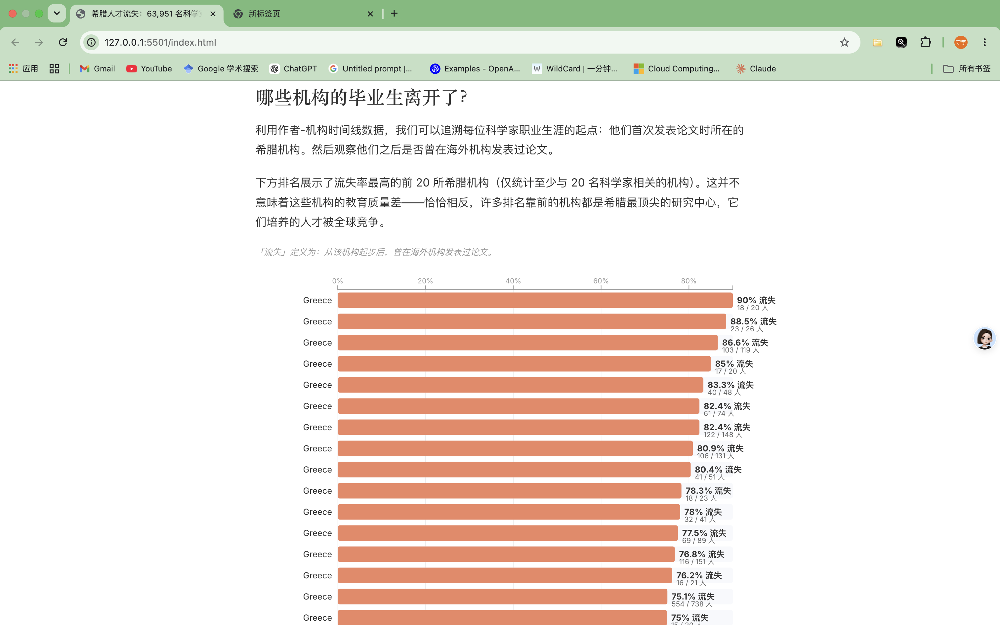 希腊人才流失：63,951 名科学
新标签页
127.0.0.1:5501/index.html
守宇
应用
Gmail
YouTube
Google 学术搜索
ChatGPT
Untitled prompt |...
Examples - OpenA...
W
WildCard | 一分钟...
Cloud Computing...
Claude
所有书签
哪些机构的毕业生离开了？
利用作者-机构时间线数据，我们可以追溯每位科学家职业生涯的起点：他们首次发表论文时所在的
希腊机构。然后观察他们之后是否曾在海外机构发表过论文。
下方排名展示了流失率最高的前 20 所希腊机构（仅统计至少与 20 名科学家相关的机构）。这并不
意味着这些机构的教育质量差——恰恰相反，许多排名靠前的机构都是希腊最顶尖的研究中心，它
们培养的人才被全球竞争。
「流失」定义为：从该机构起步后，曾在海外机构发表过论文。
0% 20% 40% 60% 80%
Greece 90% 流失
18 / 20 人
Greece 88.5% 流失
23 / 26 人
Greece 86.6% 流失
103 / 119 人
Greece 85% 流失
17 / 20 人
Greece 83.3% 流失
40 / 48 人
Greece 82.4% 流失
61 / 74 人
Greece 82.4% 流失
122 / 148 人
Greece 80.9% 流失
106 / 131 人
Greece 80.4% 流失
41 / 51 人
Greece 78.3% 流失
18 / 23 人
Greece 78% 流失
32 / 41 人
Greece 77.5% 流失
69 / 89 人
Greece 76.8% 流失
116 / 151 人
Greece 76.2% 流失
16 / 21 人
Greece 75.1% 流失
554 / 738 人
Greece 75% 流失